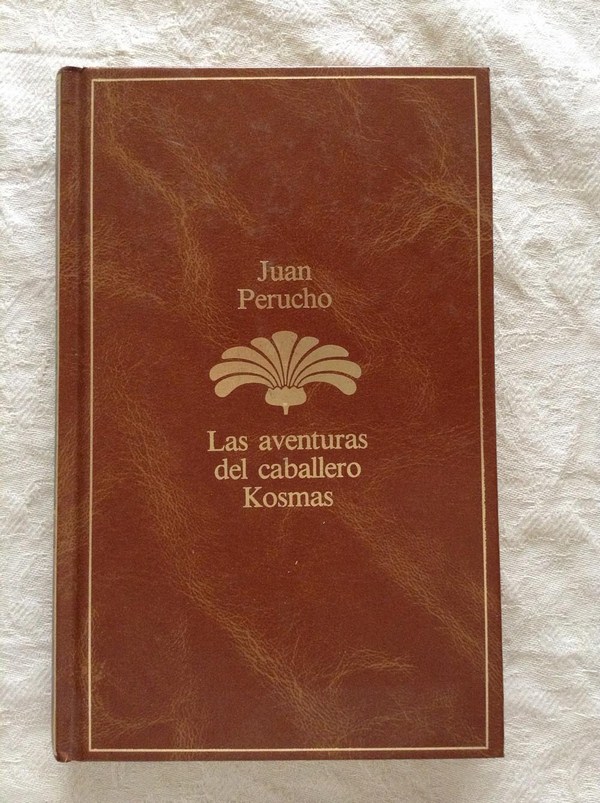 Juan
Perucho
Las aventuras
del caballero
Kosmas